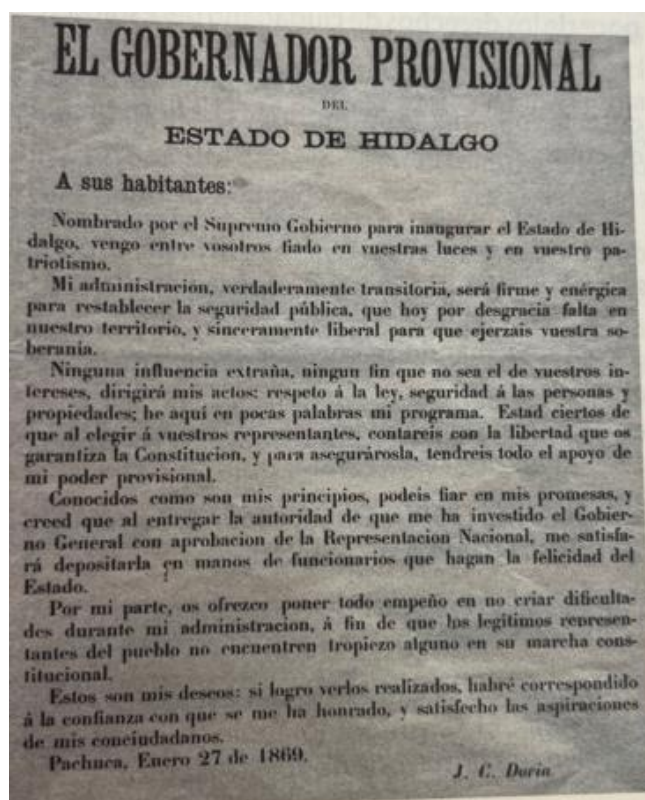 EL GOBERNADOR PROVISIONAL
DEL
ESTADO DE HIDALGO
A sus habitantes:
Nombrado por el Supremo Gobierno para inaugurar el Estado de Hi-
dalgo, vengo entre vosotros fiado en vuestras luces y en vuestro pa-
triotismo.
Mi administracion, verdaderamente transitoria, será firme y enérgica
para restablecer la seguridad pública, que hoy por desgracia falta en
nuestro territorio, y sinceramente liberal para que ejerzais vuestra so-
beranía.
Ninguna influencia extraña, ningun fin que no sea el de vuestros in-
tereses, dirigirá mis actos: respeto á la ley, seguridad á las personas y
propiedades; he aquí en pocas palabras mi programa. Estad ciertos de
que al elegir á vuestros representantes, contareis con la libertad que os
garantiza la Constitucion, y para asegurárosla, tendreis todo el apoyo de
mi poder provisional.
Conocidos como son mis principios, podeis fiar en mis promesas, y
creed que al entregar la autoridad de que me ha investido el Gobier-
no General con aprobacion de la Representacion Nacional, me satisfa-
rá depositarla en manos de funcionarios que hagan la felicidad del
Estado.
Por mi parte, os ofrezco poner todo empeño en no criar dificulta-
des durante mi administracion, á fin de que los legítimos represen-
tantes del pueblo no encuentren tropiezo alguno en su marcha cons-
titucional.
Estos son mis deseos: si logro verlos realizados, habré correspondido
á la confianza con que se me ha honrado, y satisfecho las aspiraciones
de mis conciudadanos.
Pachuca, Enero 27 de 1869.
J. C. Doria